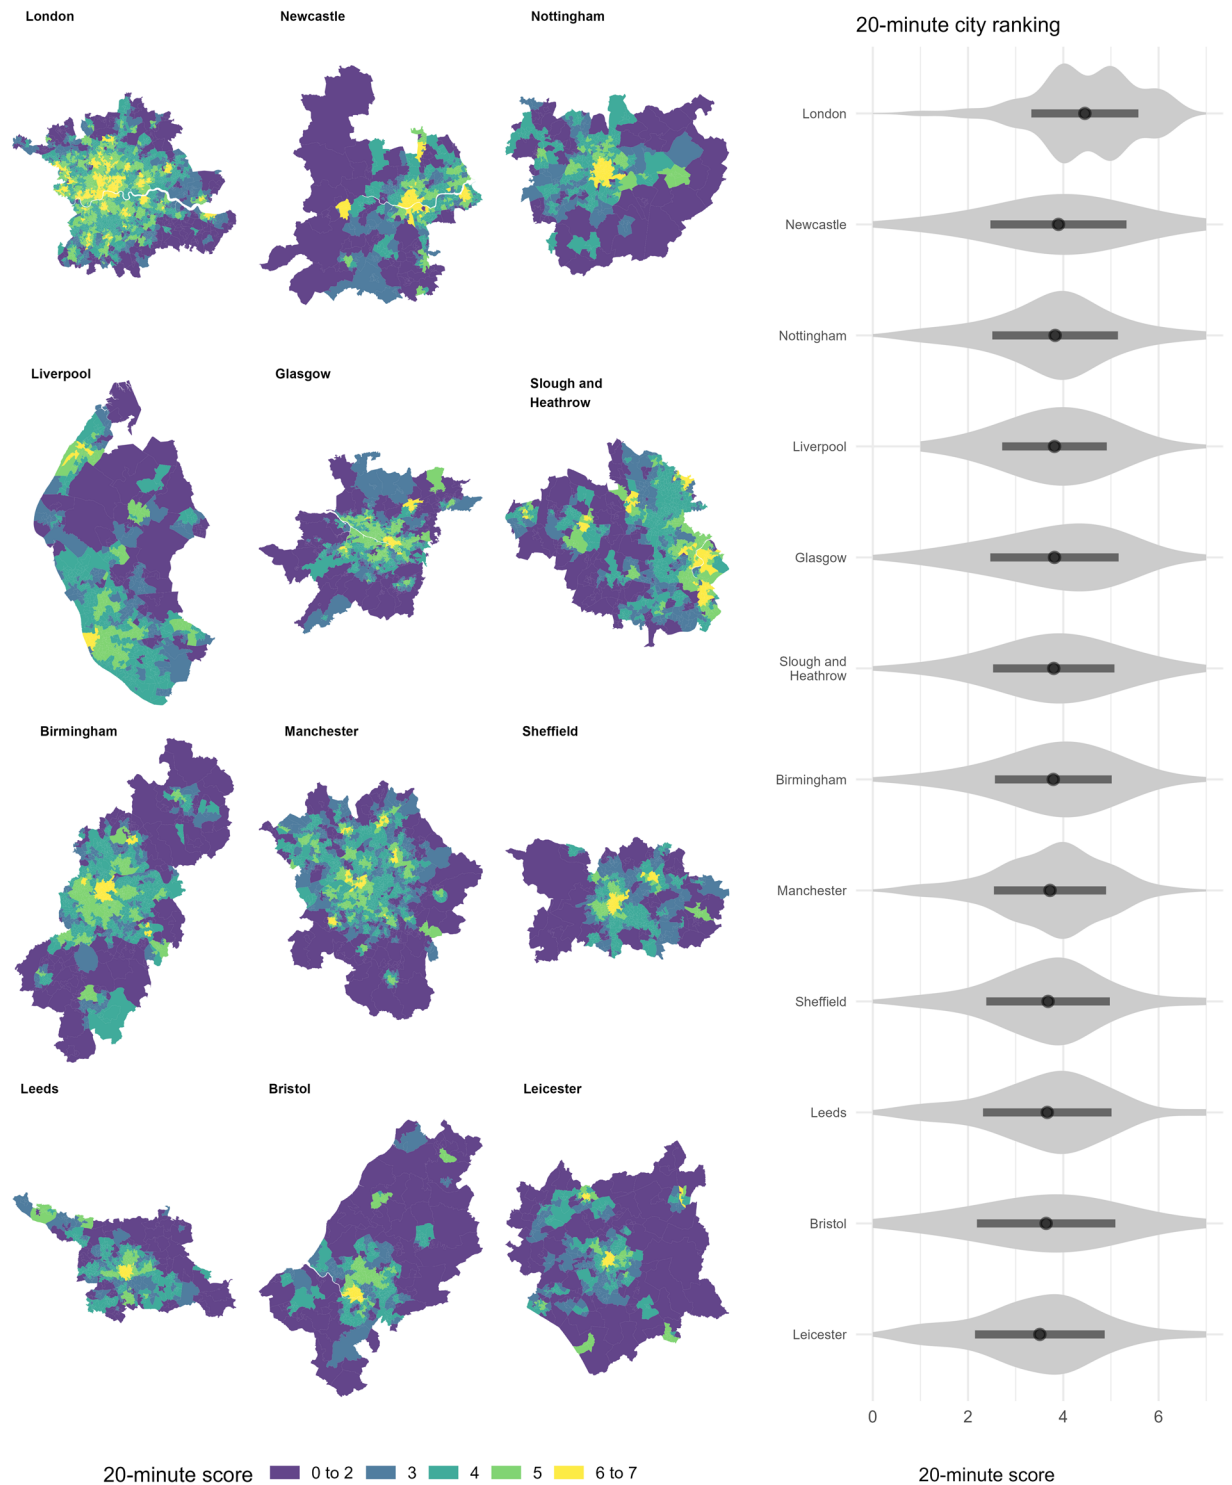 London
Newcastle
Nottingham
Liverpool
Glasgow
Slough and
Heathrow
Birmingham
Manchester
Sheffield
Leeds
Bristol
Leicester
20-minute score
0 to 2
3
4
5
6 to 7
20-minute city ranking
London
Newcastle
Nottingham
Liverpool
Glasgow
Slough and
Heathrow
Birmingham
Manchester
Sheffield
Leeds
Bristol
Leicester
0
2
4
6
20-minute score